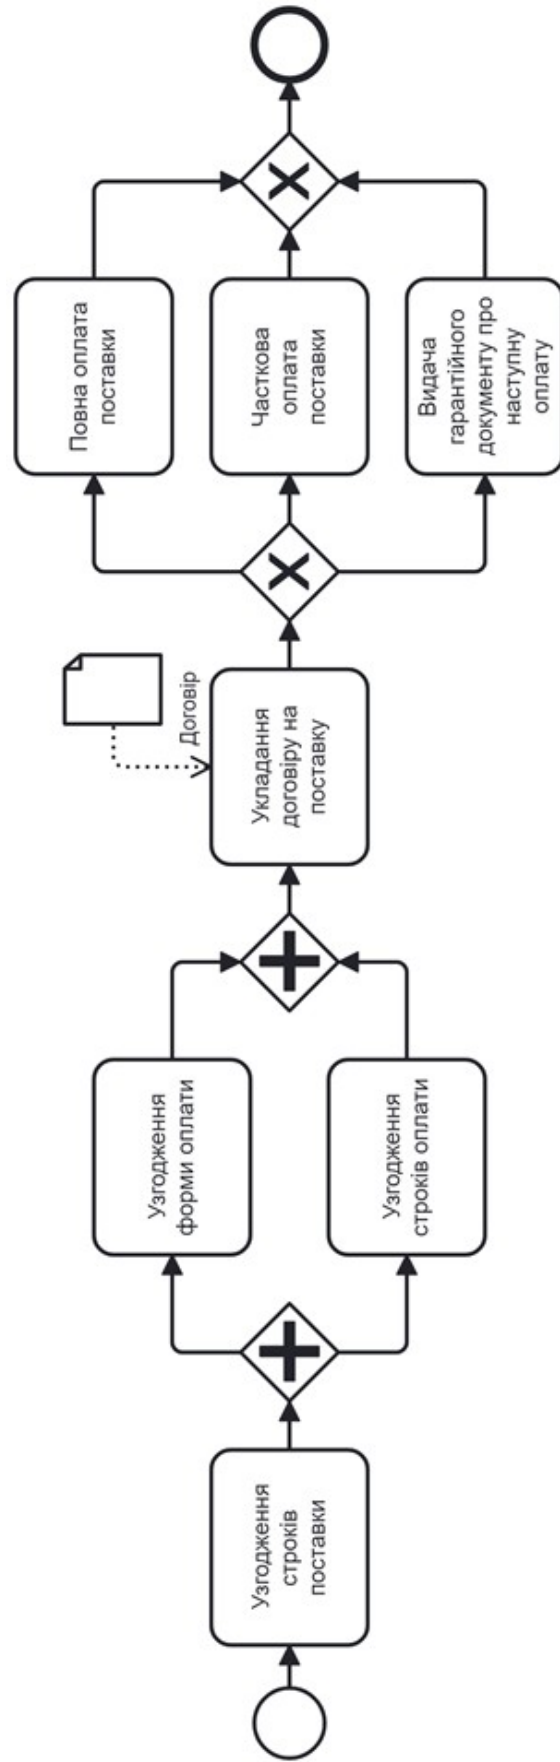 Узгодження
строків
поставки
Узгодження
форми оплати
Узгодження
строків оплати
Укладання
договіру на
поставку
Договір
Повна оплата
поставки
Часткова
оплата
поставки
Видача
гарантійного
документу про
наступну
оплату